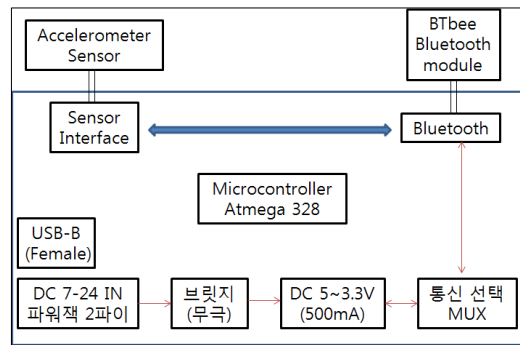 Accelerometer
Sensor
BTbee
Bluetooth
module
Sensor
Interface
Bluetooth
Microcontroller
Atmega 328
USB-B
(Female)
DC 7-24 IN
파워잭 2파이
브릿지
(무극)
DC 5~3.3V
(500mA)
통신 선택
MUX